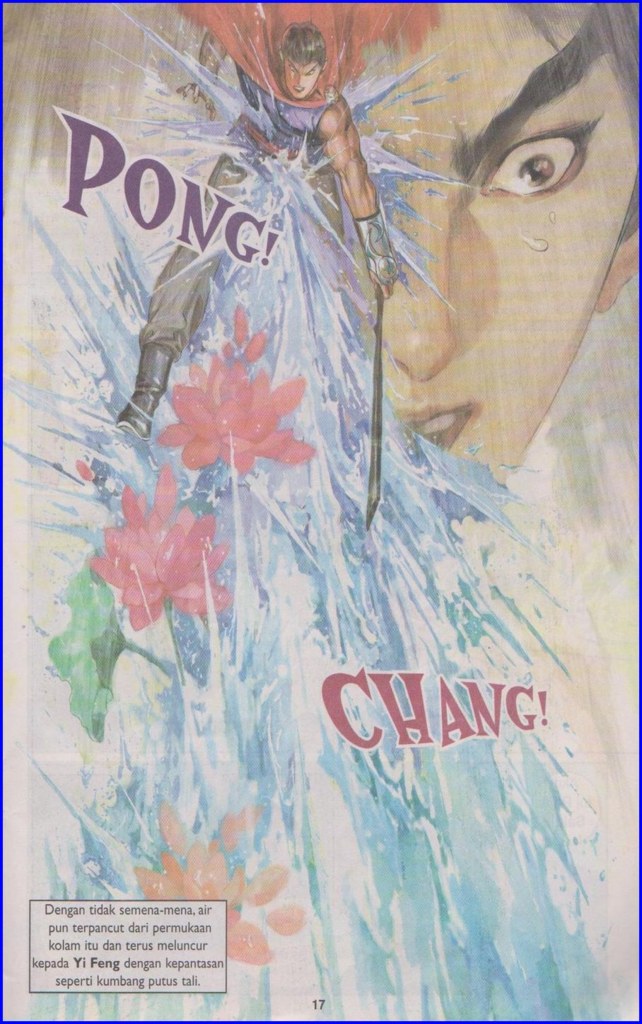 PONG!
CHANG!
Dengan tidak semena-mena, air
pun terpancut dari permukaan
kolam itu dan terus meluncur
kepada Yi Feng dengan kepantasan
seperti kumbang putus tali.
17